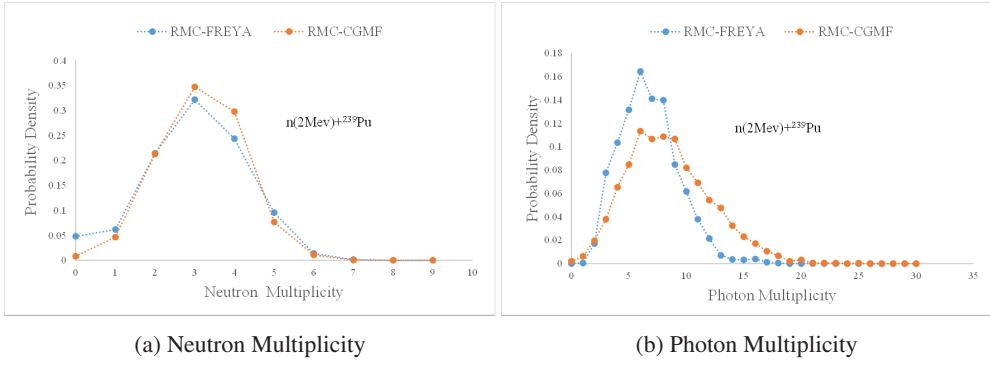 RMC-FREYA RMC-CGMF
0.4
0.35
0.3
0.25
0.2
0.15
0.1
0.05
0
Probability Density
n(2Mev)+²³⁹Pu
0 1 2 3 4 5 6 7 8 9 10
Neutron Multiplicity
(a) Neutron Multiplicity
RMC-FREYA RMC-CGMF
0.18
0.16
0.14
0.12
0.1
0.08
0.06
0.04
0.02
0
Probability Density
n(2Mev)+²³⁹Pu
0 5 10 15 20 25 30 35
Photon Multiplicity
(b) Photon Multiplicity